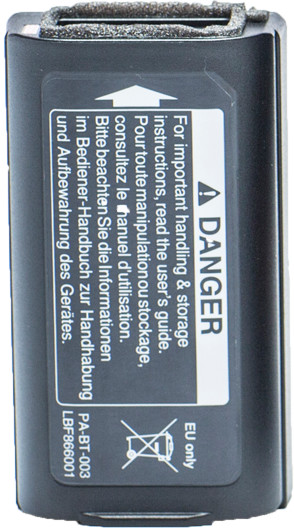 ⚠ DANGER
For important handling & storage
instructions, read the user's guide.
Pour toute manipulation ou stockage,
consultez le manuel d'utilisation.
Bitte beachten Sie die Informationen
im Bediener-Handbuch zur Handhabung
und Aufbewahrung des Gerätes.
EU only
PA-BT-003
LBF866001